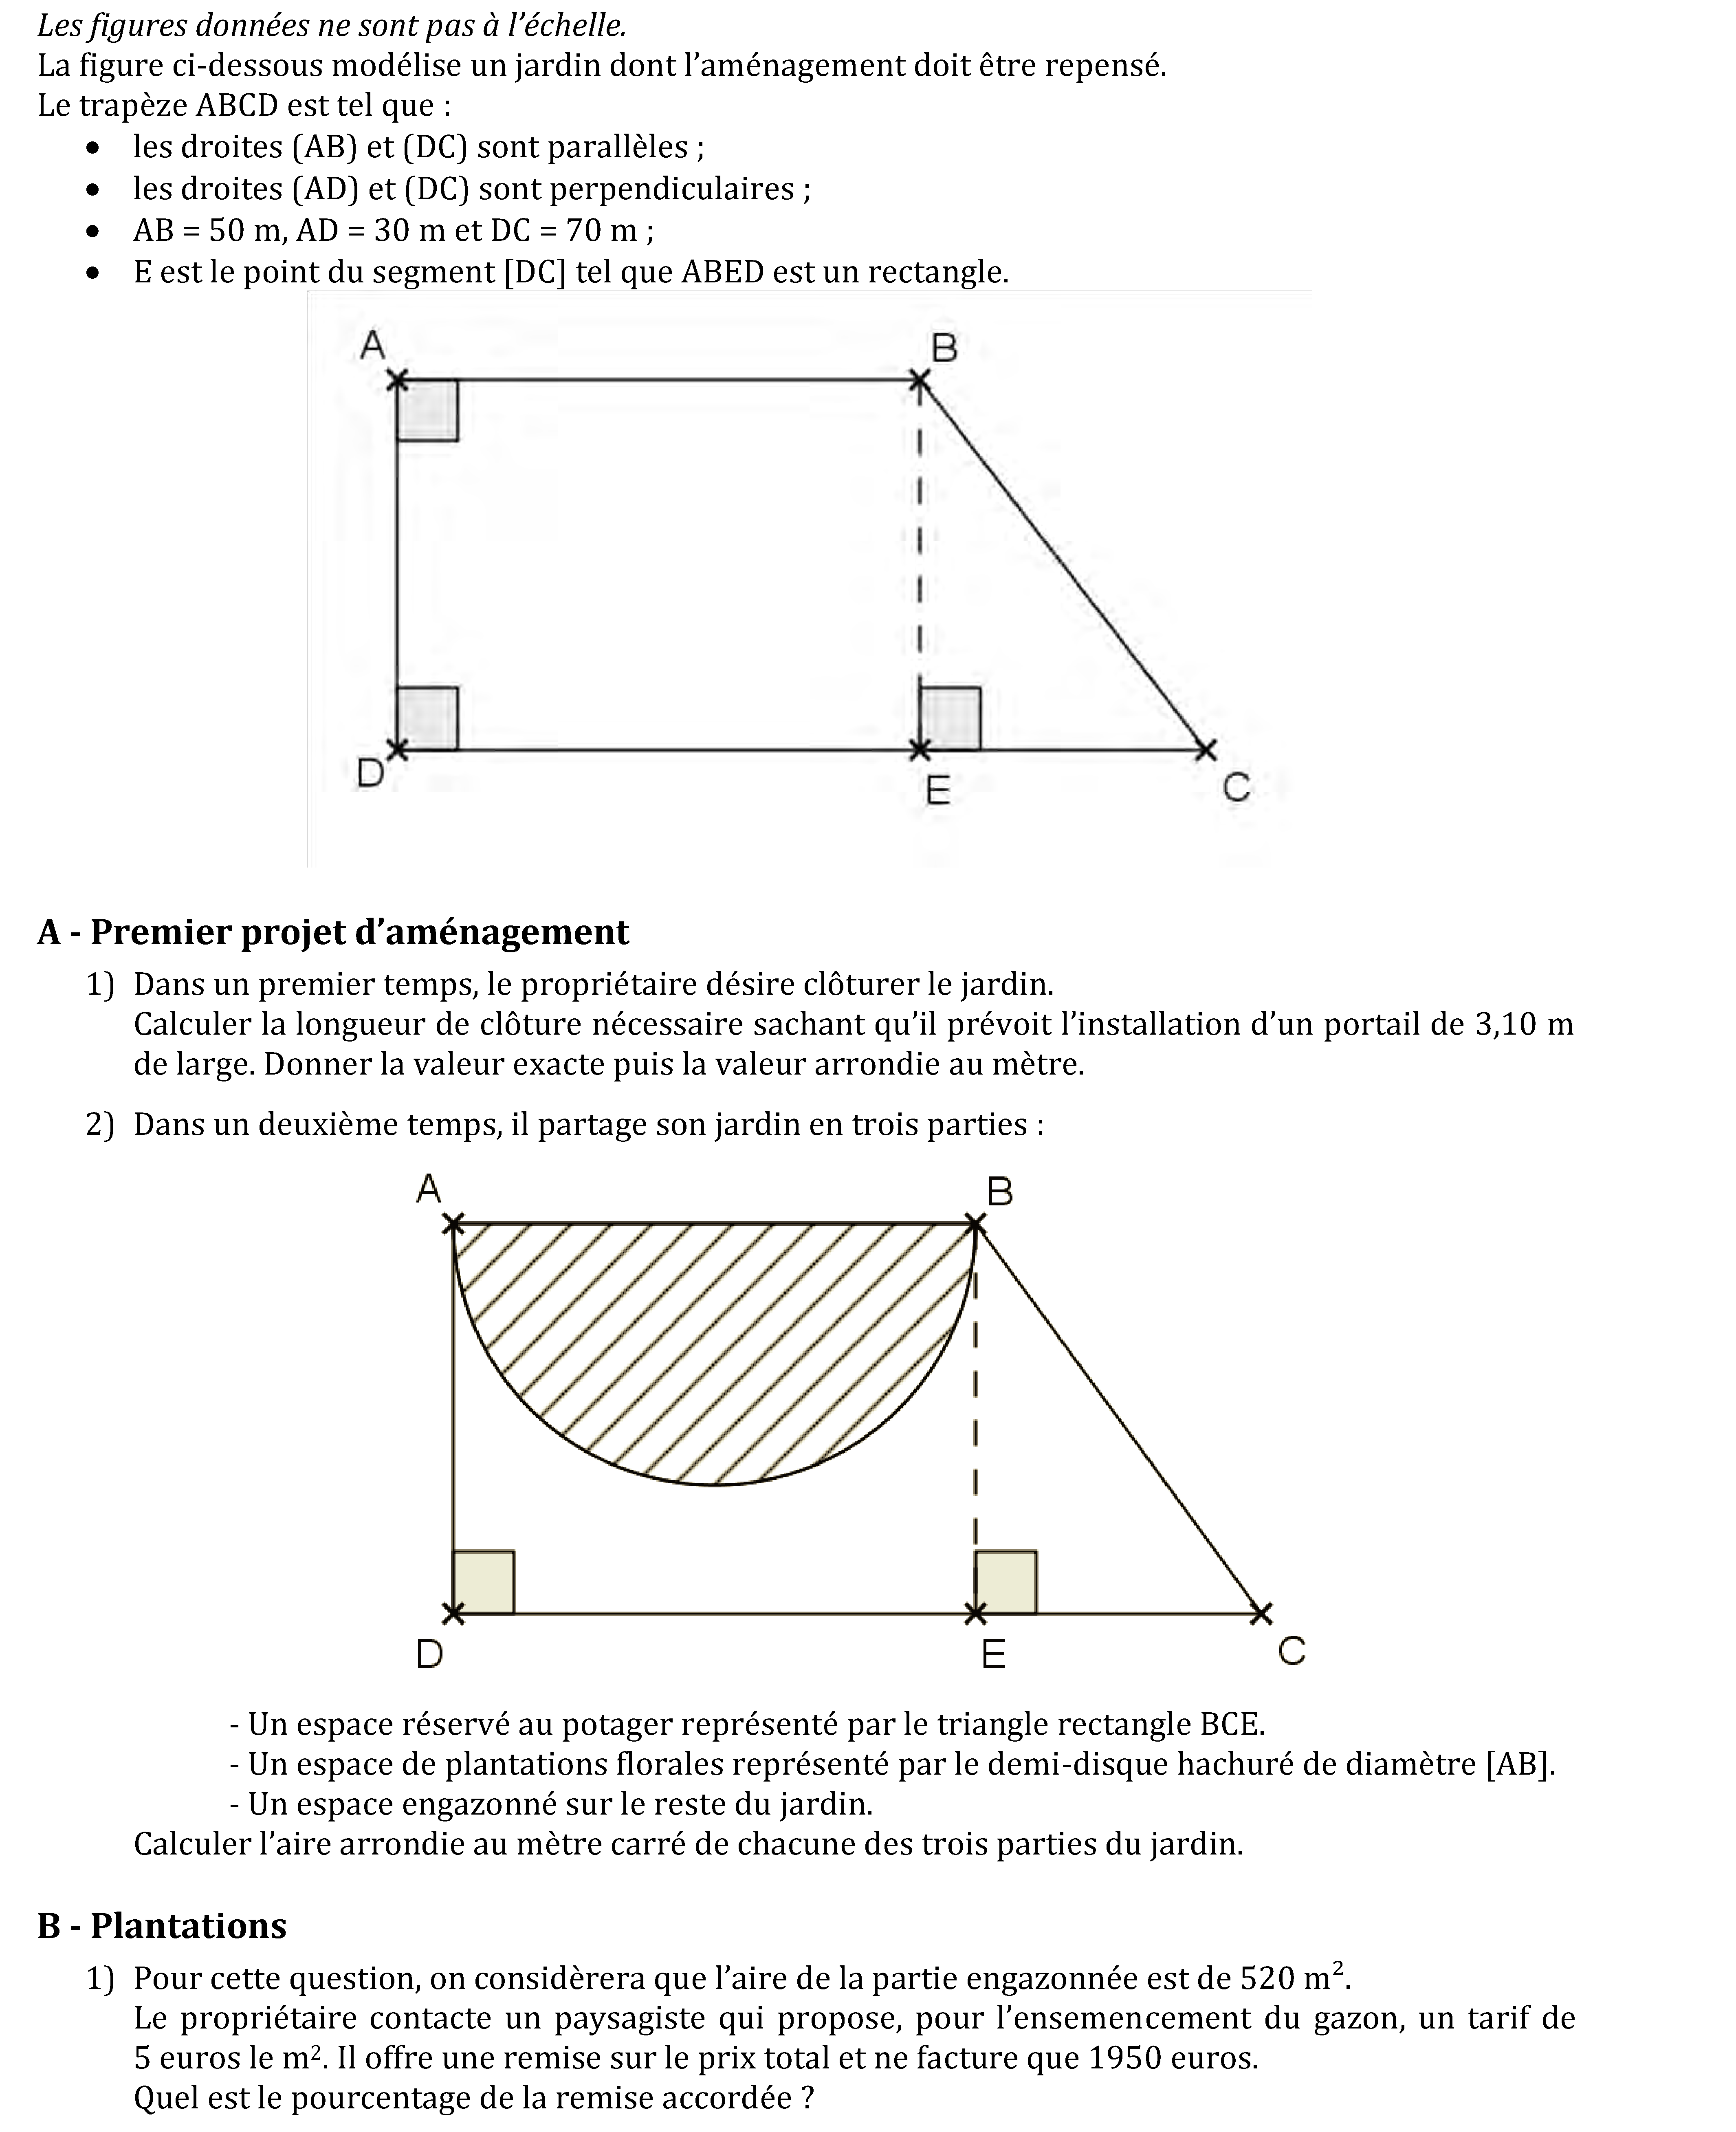 Les figures données ne sont pas à l'échelle.
La figure ci-dessous modélise un jardin dont l'aménagement doit être repensé.
Le trapèze ABCD est tel que :
• les droites (AB) et (DC) sont parallèles ;
• les droites (AD) et (DC) sont perpendiculaires ;
• AB = 50 m, AD = 30 m et DC = 70 m ;
• E est le point du segment [DC] tel que ABED est un rectangle.
A B
D E C
A - Premier projet d'aménagement
1) Dans un premier temps, le propriétaire désire clôturer le jardin.
Calculer la longueur de clôture nécessaire sachant qu'il prévoit l'installation d'un portail de 3,10 m
de large. Donner la valeur exacte puis la valeur arrondie au mètre.
2) Dans un deuxième temps, il partage son jardin en trois parties :
A B
D E C
- Un espace réservé au potager représenté par le triangle rectangle BCE.
- Un espace de plantations florales représenté par le demi-disque hachuré de diamètre [AB].
- Un espace engazonné sur le reste du jardin.
Calculer l'aire arrondie au mètre carré de chacune des trois parties du jardin.
B - Plantations
1) Pour cette question, on considèrera que l'aire de la partie engazonnée est de 520 m².
Le propriétaire contacte un paysagiste qui propose, pour l'ensemencement du gazon, un tarif de
5 euros le m². Il offre une remise sur le prix total et ne facture que 1950 euros.
Quel est le pourcentage de la remise accordée ?